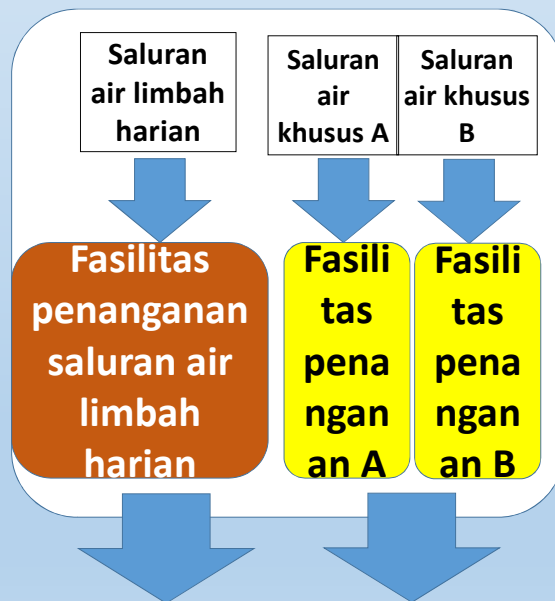 Saluran
air limbah
harian
Saluran
air
khusus A
Saluran
air khusus
B
Fasilitas
penanganan
saluran air
limbah
harian
Fasili
tas
pena
ngan
an A
Fasili
tas
pena
ngan
an B